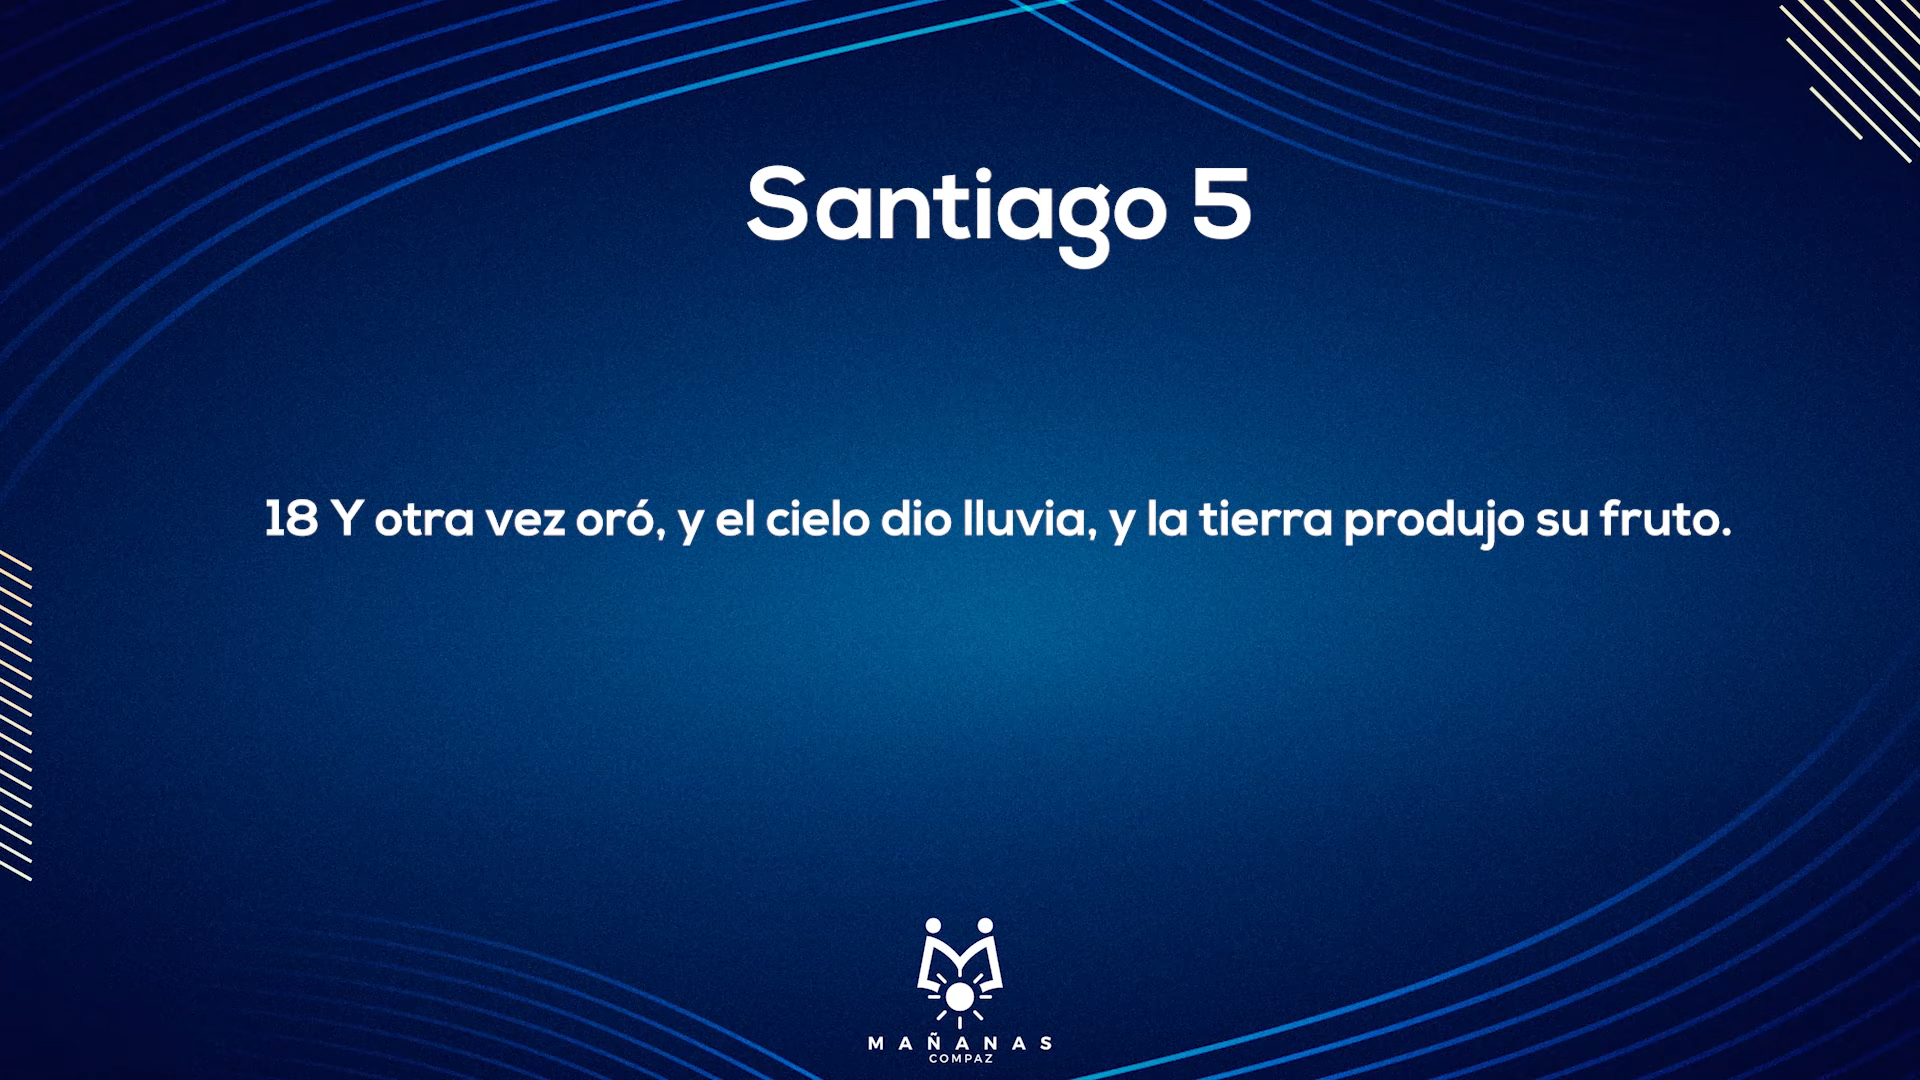 Santiago 5
18 Y otra vez oró, y el cielo dio lluvia, y la tierra produjo su fruto.
MAÑANAS
COMPAZ